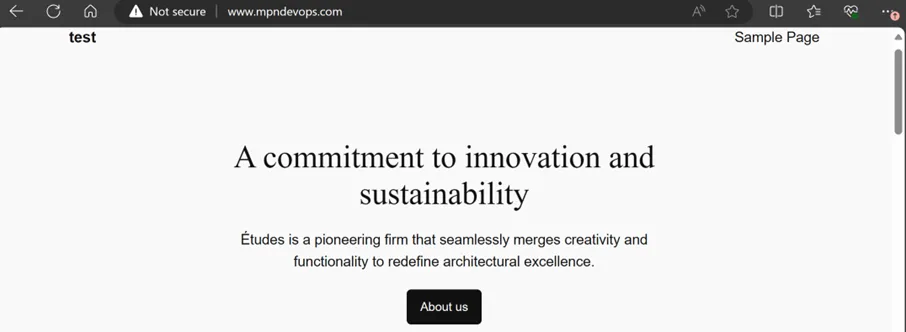 Not secure www.mpndevops.com
test Sample Page
A commitment to innovation and
sustainability
Études is a pioneering firm that seamlessly merges creativity and
functionality to redefine architectural excellence.
About us